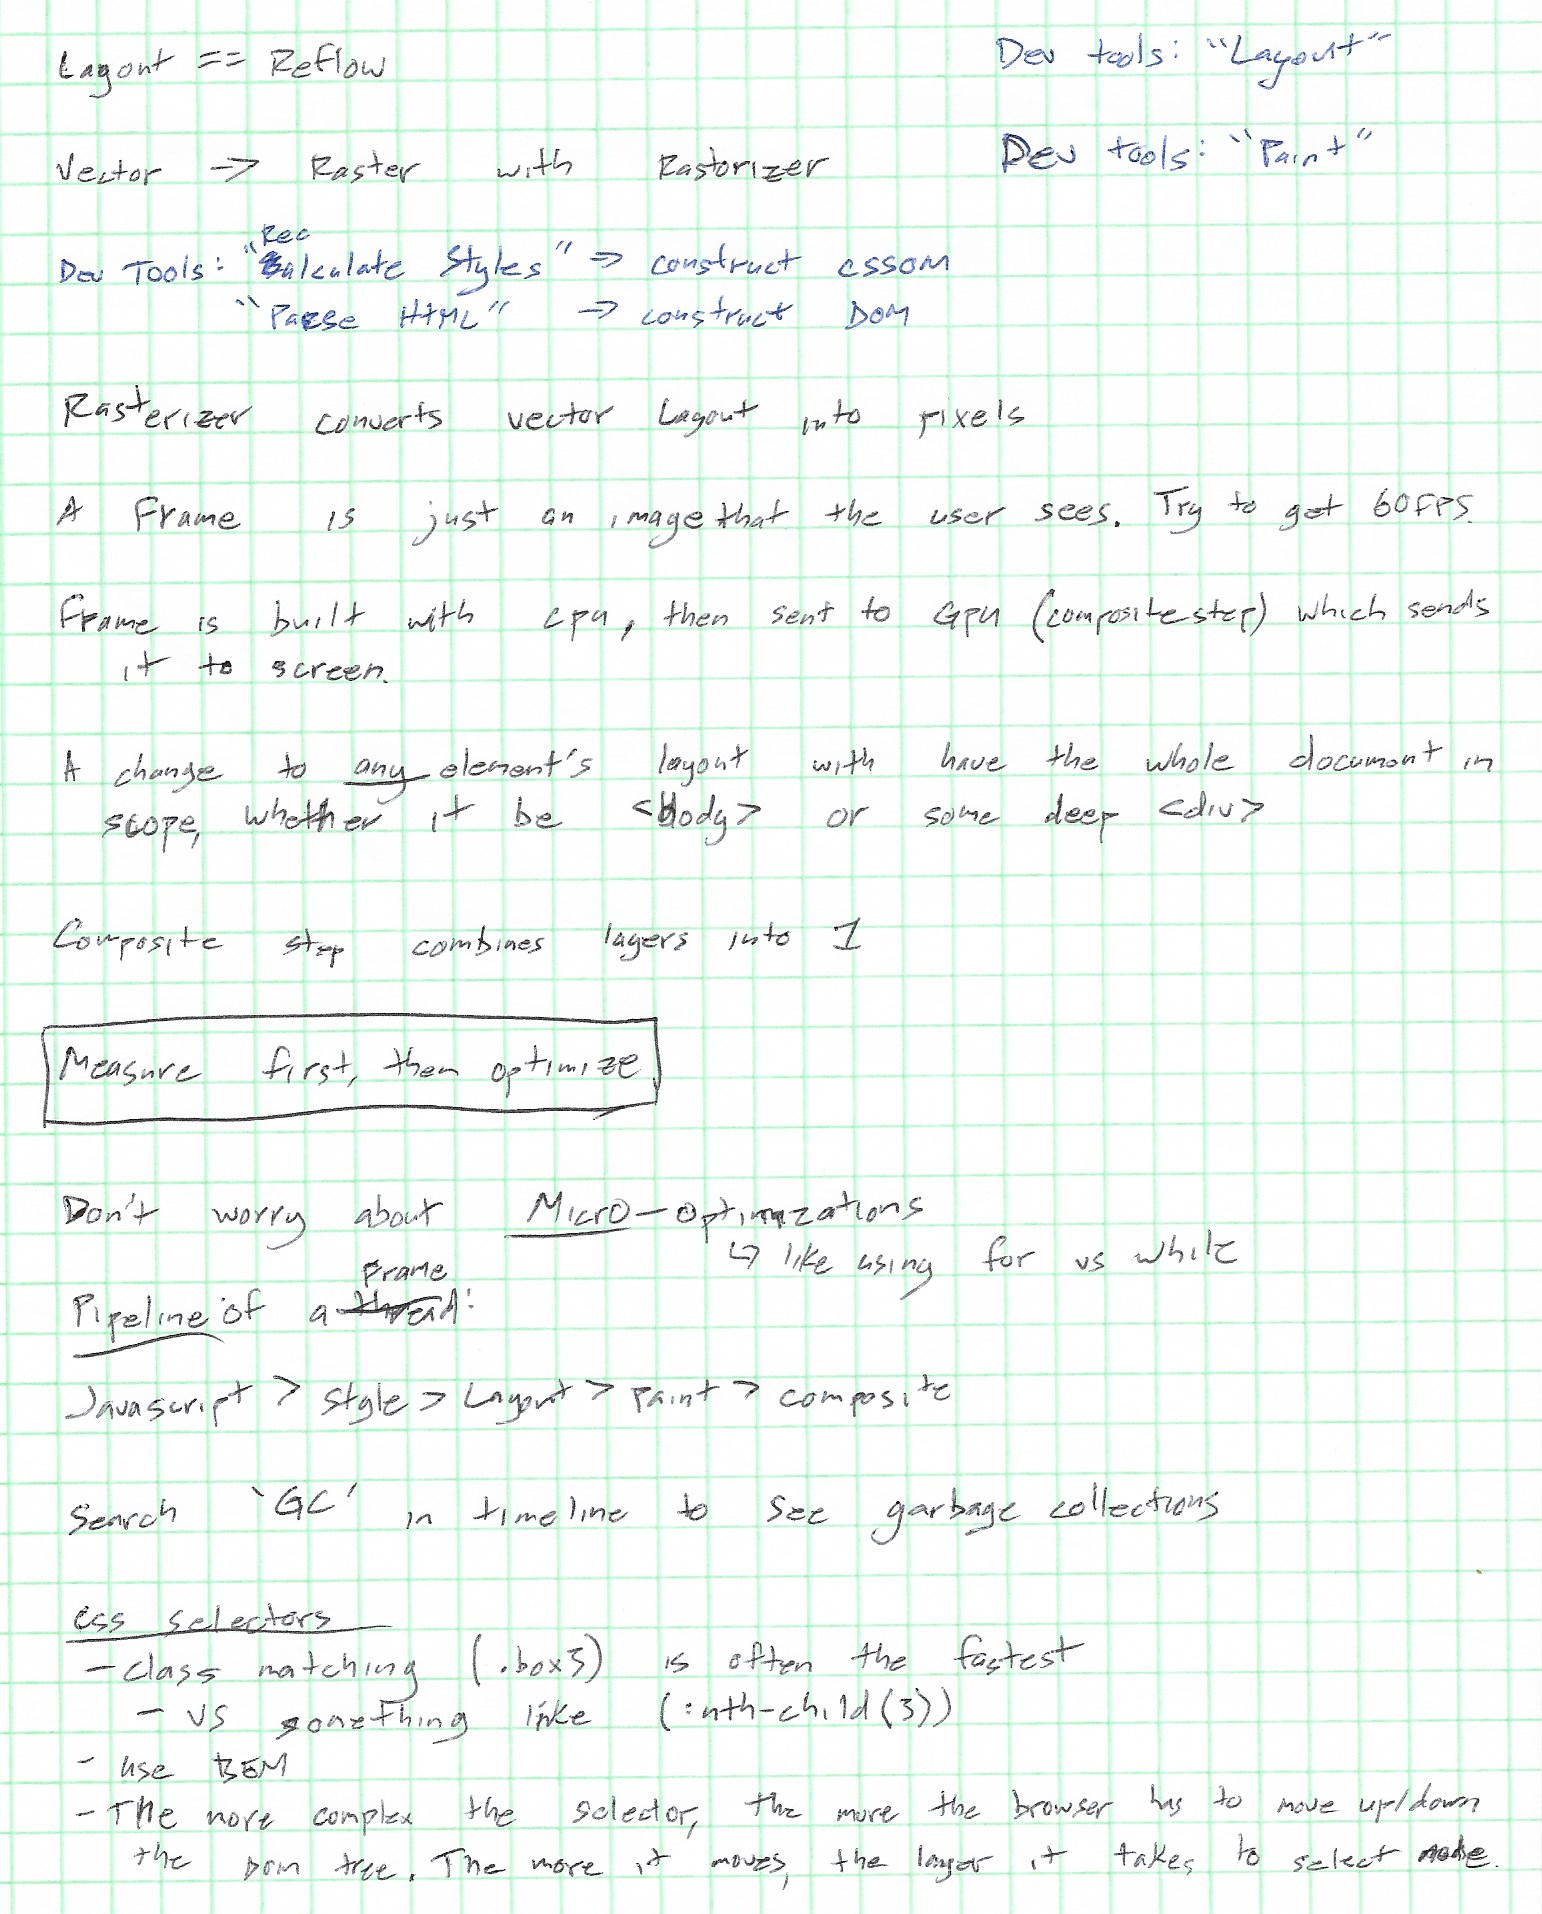 Layout == Reflow
Dev tools: "Layout"
Vector -> Raster with Rastorizer
Dev tools: "Paint"
Rec
Dev Tools: "Calculate Styles" => construct CSSOM
"Parse HTML" => construct DOM
Rasterizer converts vector Layout into pixels
A Frame is just an image that the user sees. Try to get 60FPS.
Frame is built with cpu, then sent to Gpu (composite step) which sends
it to screen.
A change to any element's layout with have the whole document in
scope, whether it be <body> or some deep <div>
Composite step combines layers into 1
Measure first, then optimize
Don't worry about Micro-optimizations
↳ like using for vs while
Frame
Pipeline of a thread:
Javascript > Style > Layout > Paint > composite
Search 'GC' in timeline to see garbage collections
css selectors
- class matching (.box3) is often the fastest
- vs something like (:nth-child(3))
- use BEM
- The more complex the selector, the more the browser has to move up/down
the DOM tree. The more it moves, the layer it takes to select node.